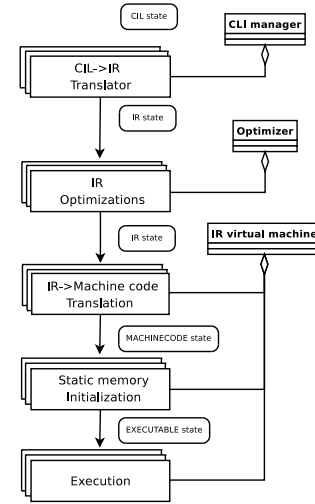 CIL state
CLI manager
CIL->IR
Translator
IR state
Optimizer
IR
Optimizations
IR state
IR virtual machine
IR->Machine code
Translation
MACHINECODE state
Static memory
Initialization
EXECUTABLE state
Execution